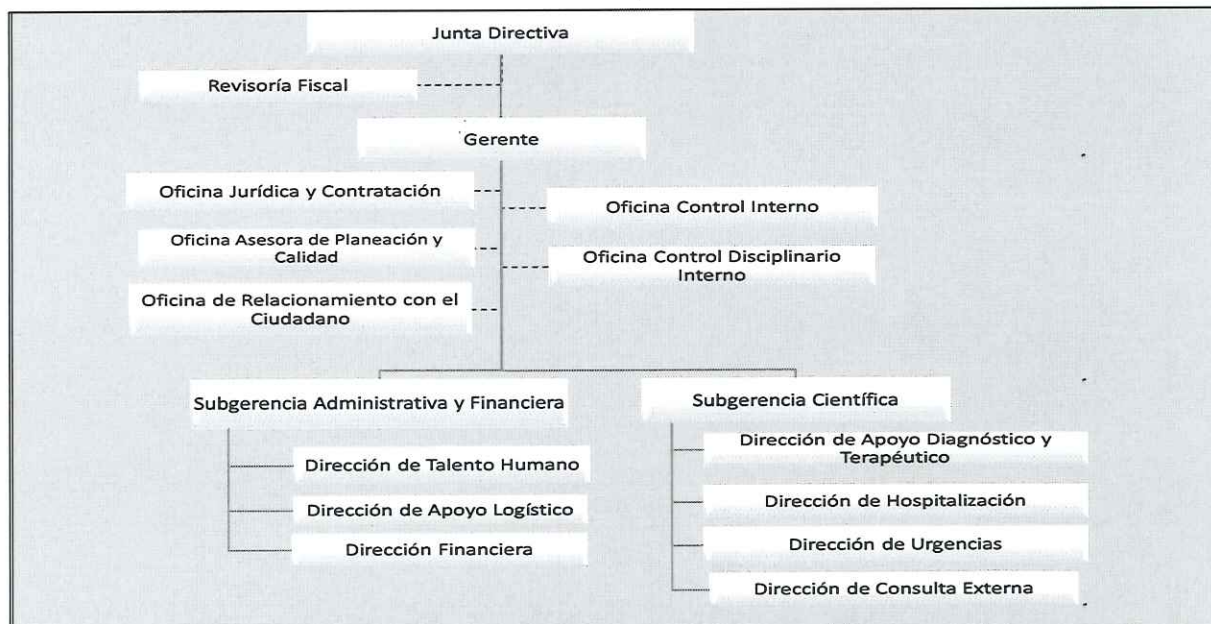 Junta Directiva
Revisoría Fiscal
Gerente
Oficina Jurídica y Contratación
Oficina Control Interno
Oficina Asesora de Planeación y
Calidad
Oficina Control Disciplinario
Interno
Oficina de Relacionamiento con el
Ciudadano
Subgerencia Administrativa y Financiera
Dirección de Talento Humano
Dirección de Apoyo Logístico
Dirección Financiera
Subgerencia Científica
Dirección de Apoyo Diagnóstico y
Terapéutico
Dirección de Hospitalización
Dirección de Urgencias
Dirección de Consulta Externa